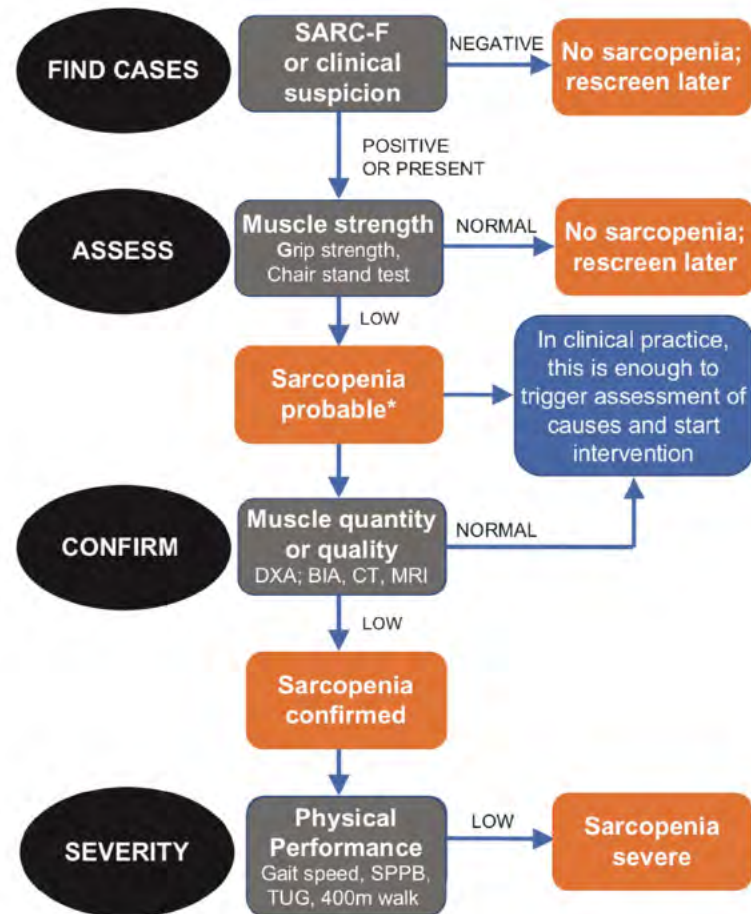 FIND CASES
SARC-F
or clinical
suspicion
NEGATIVE
No sarcopenia;
rescreen later
POSITIVE
OR PRESENT
ASSESS
Muscle strength
Grip strength,
Chair stand test
NORMAL
No sarcopenia;
rescreen later
LOW
Sarcopenia
probable*
In clinical practice,
this is enough to
trigger assessment of
causes and start
intervention
CONFIRM
Muscle quantity
or quality
DXA; BIA, CT, MRI
NORMAL
LOW
Sarcopenia
confirmed
SEVERITY
Physical
Performance
Gait speed, SPPB,
TUG, 400m walk
LOW
Sarcopenia
severe